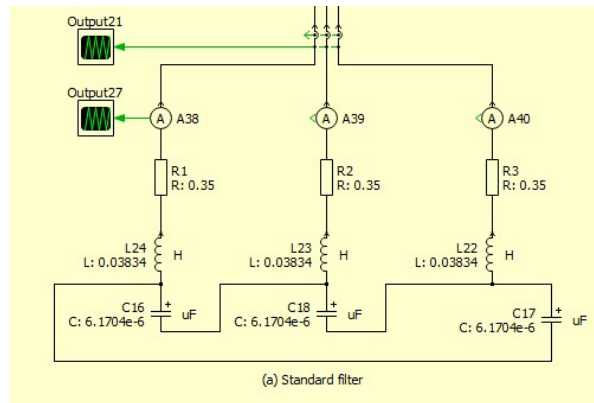 Output21
Output27
A A38
A A39
A A40
R1
R: 0.35
R2
R: 0.35
R3
R: 0.35
L24
L: 0.03834 H
L23
L: 0.03834 H
L22
L: 0.03834 H
C16 +
C: 6.1704e-6 uF
C18 +
C: 6.1704e-6 uF
C17 +
C: 6.1704e-6 uF
(a) Standard filter